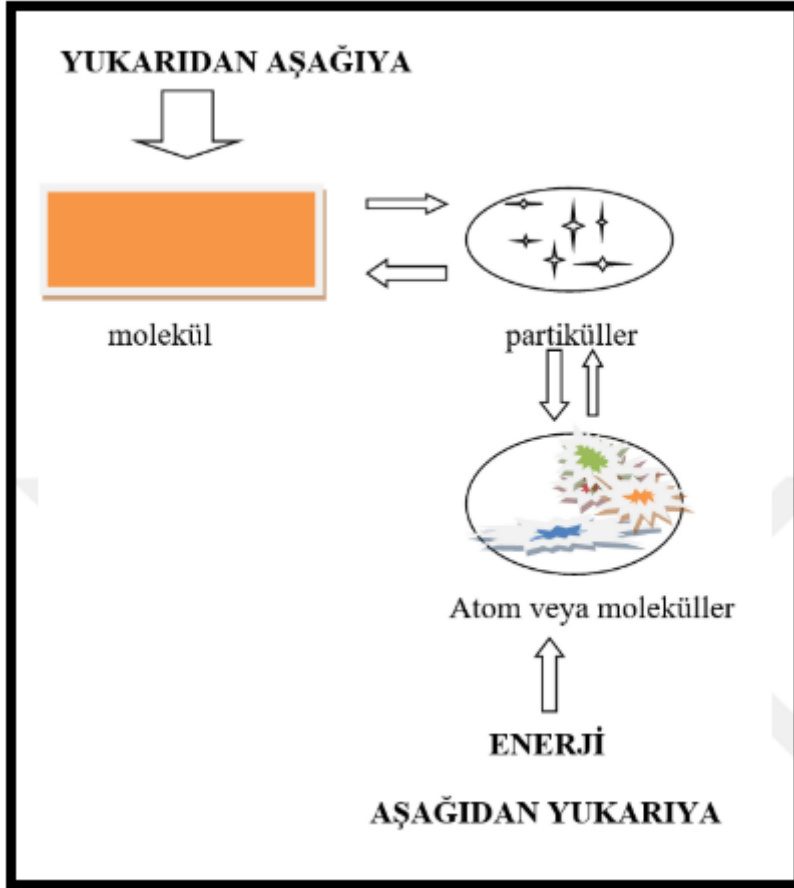 YUKARIDAN AŞAĞIYA
molekül
partiküller
Atom veya moleküller
ENERJİ
AŞAĞIDAN YUKARIYA